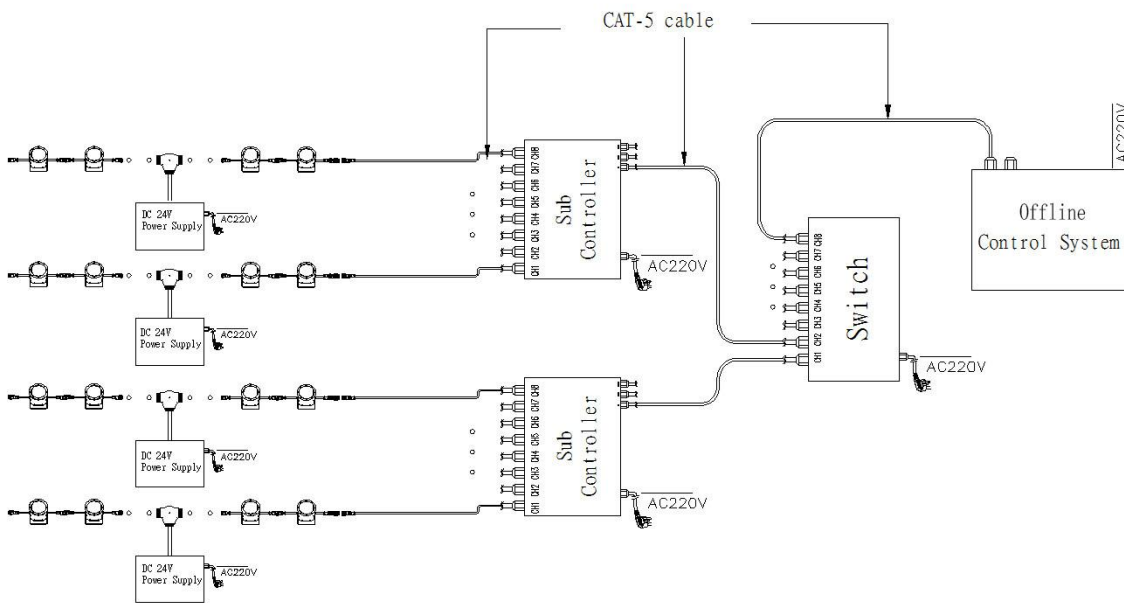 CAT-5 cable
AC220V
Offline
Control System
CH8
CH7
CH6
CH5
CH4
CH3
CH2
CH1
Sub
Controller
AC220V
CH8
CH7
CH6
CH5
CH4
CH3
CH2
CH1
Switch
AC220V
DC 24V
Power Supply
AC220V
DC 24V
Power Supply
AC220V
CH8
CH7
CH6
CH5
CH4
CH3
CH2
CH1
Sub
Controller
AC220V
DC 24V
Power Supply
AC220V
DC 24V
Power Supply
AC220V